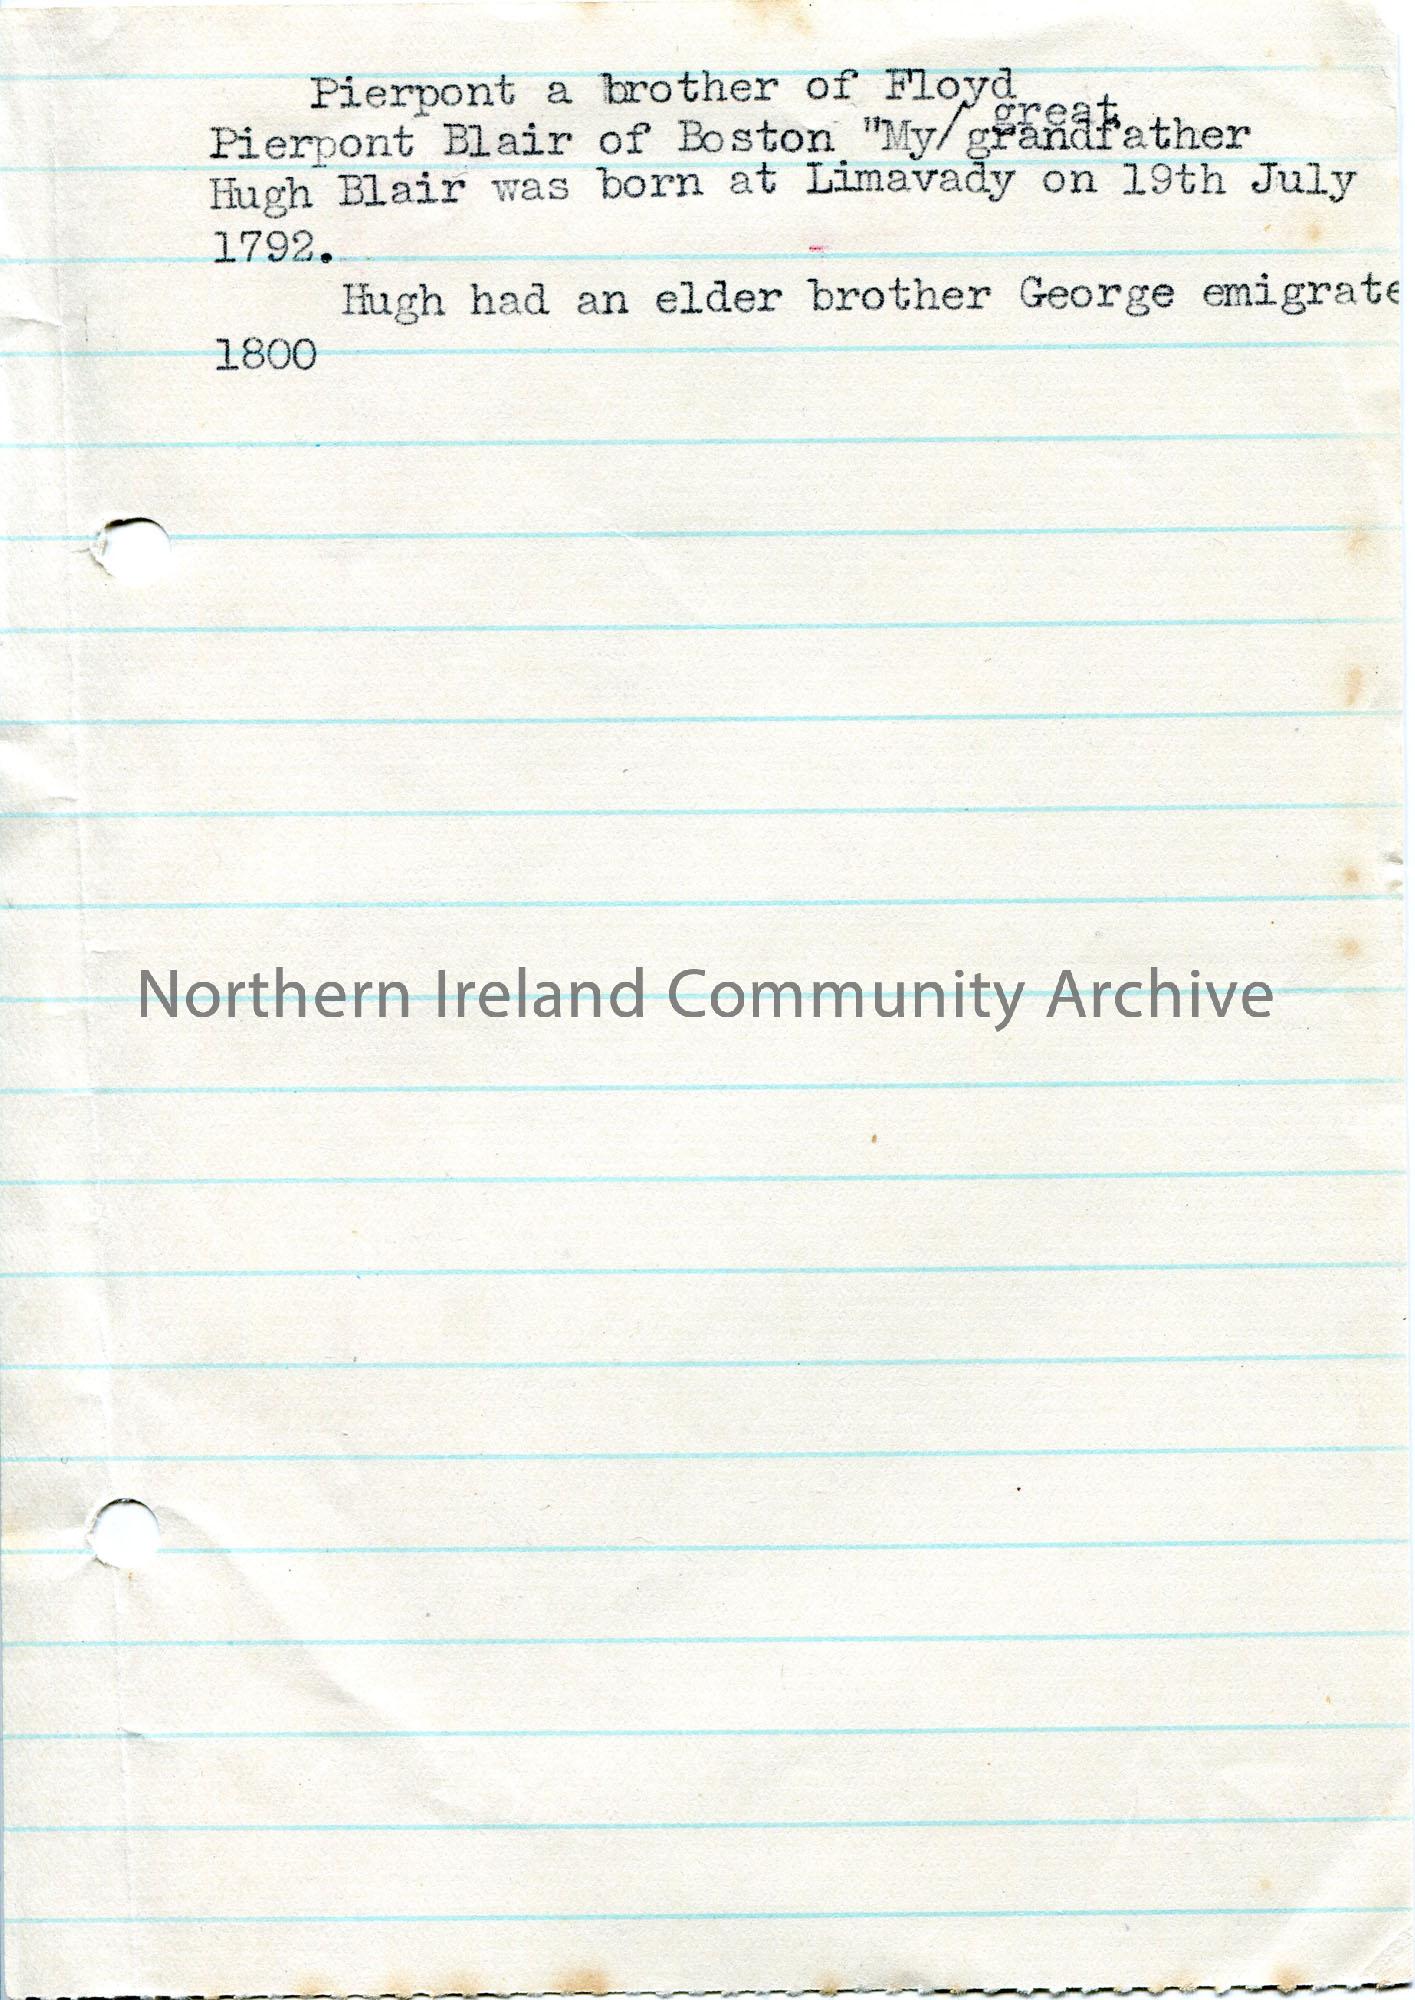 Pierpont a brother of Floyd
Pierpont Blair of Boston "My/ great grandfather
Hugh Blair was born at Limavady on 19th July
1792.
Hugh had an elder brother George emigrate
1800
Northern Ireland Community Archive